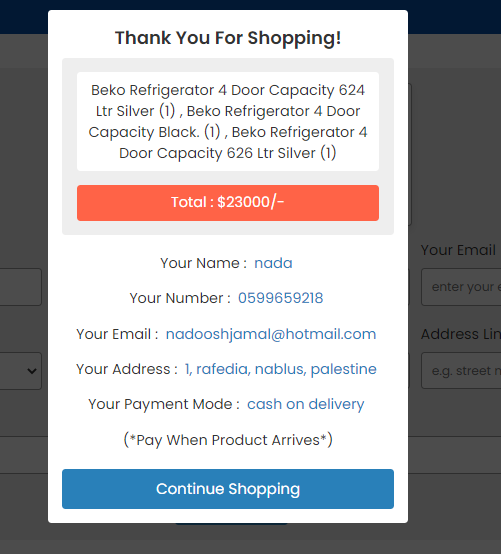 Thank You For Shopping!
Beko Refrigerator 4 Door Capacity 624
Ltr Silver (1) , Beko Refrigerator 4 Door
Capacity Black. (1) , Beko Refrigerator 4
Door Capacity 626 Ltr Silver (1)
Total : $23000/-
Your Name : nada
Your Number : 0599659218
Your Email : nadooshjamal@hotmail.com
Your Address : 1, rafedia, nablus, palestine
Your Payment Mode : cash on delivery
(*Pay When Product Arrives*)
Continue Shopping
Your Email
enter your e
Address Lin
e.g. street n